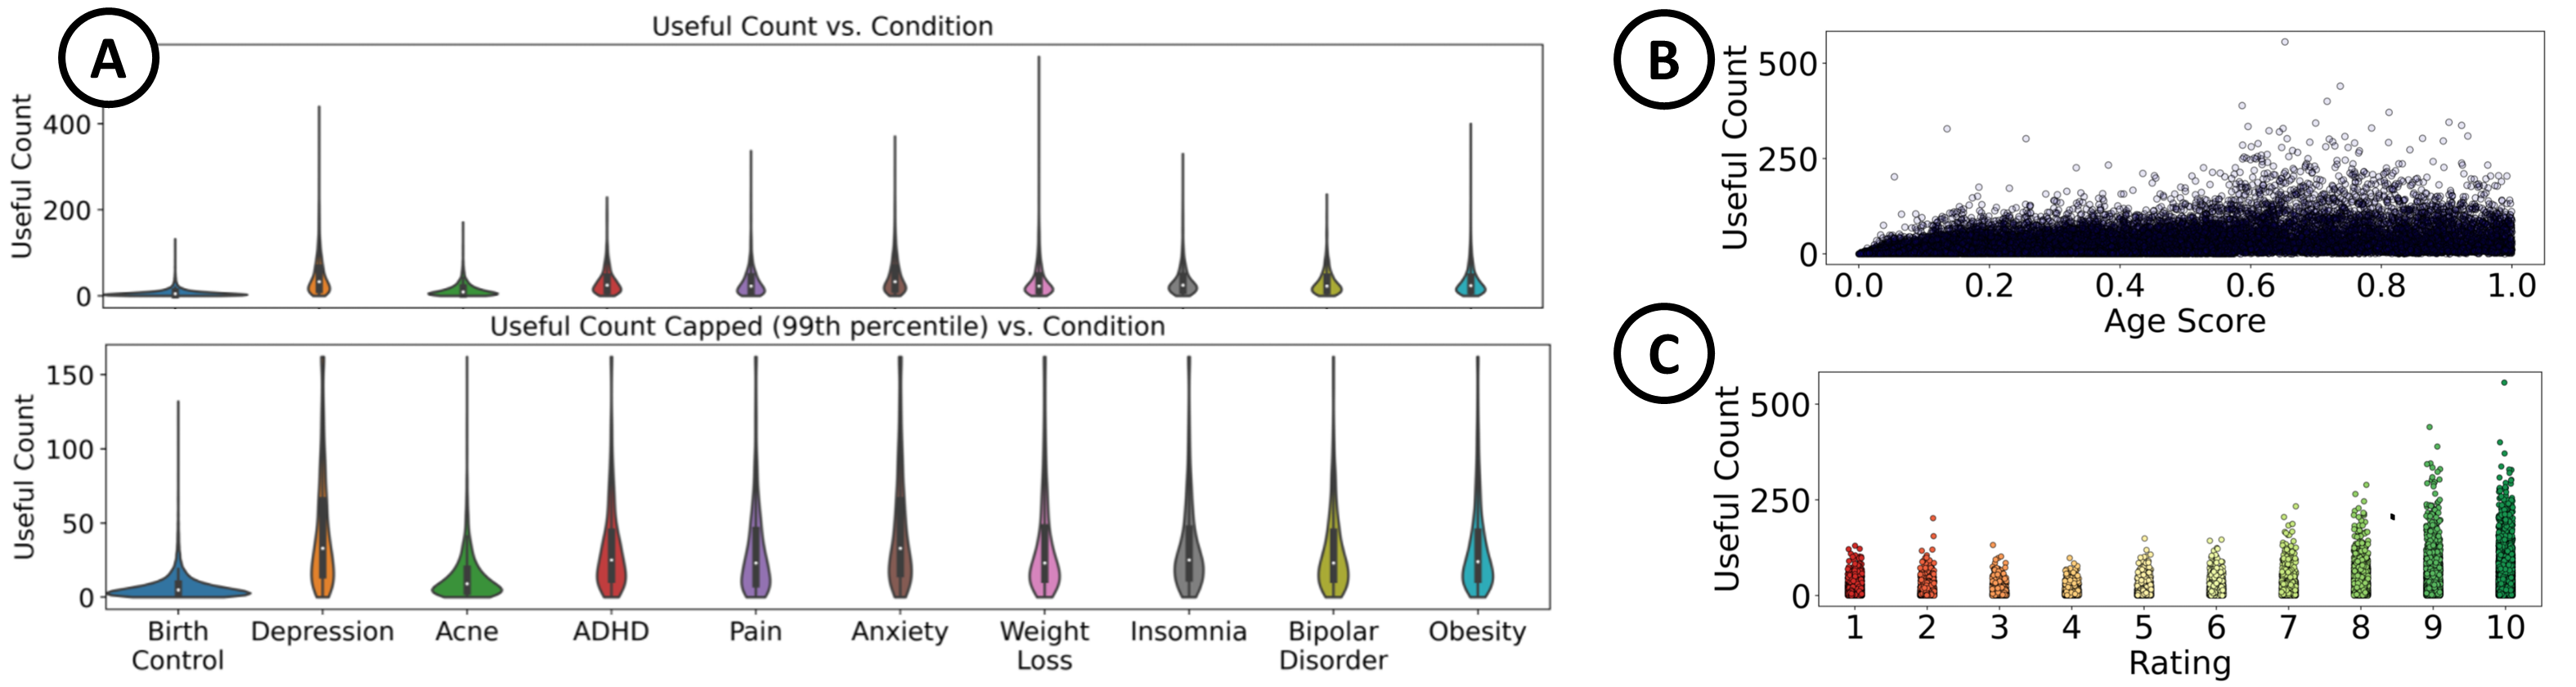 A
Useful Count vs. Condition
Useful Count
400
200
0
Useful Count Capped (99th percentile) vs. Condition
Useful Count
150
100
50
0
Birth Control
Depression
Acne
ADHD
Pain
Anxiety
Weight Loss
Insomnia
Bipolar Disorder
Obesity
B
Useful Count
500
250
0
0.0 0.2 0.4 0.6 0.8 1.0
Age Score
C
Useful Count
500
250
0
1 2 3 4 5 6 7 8 9 10
Rating